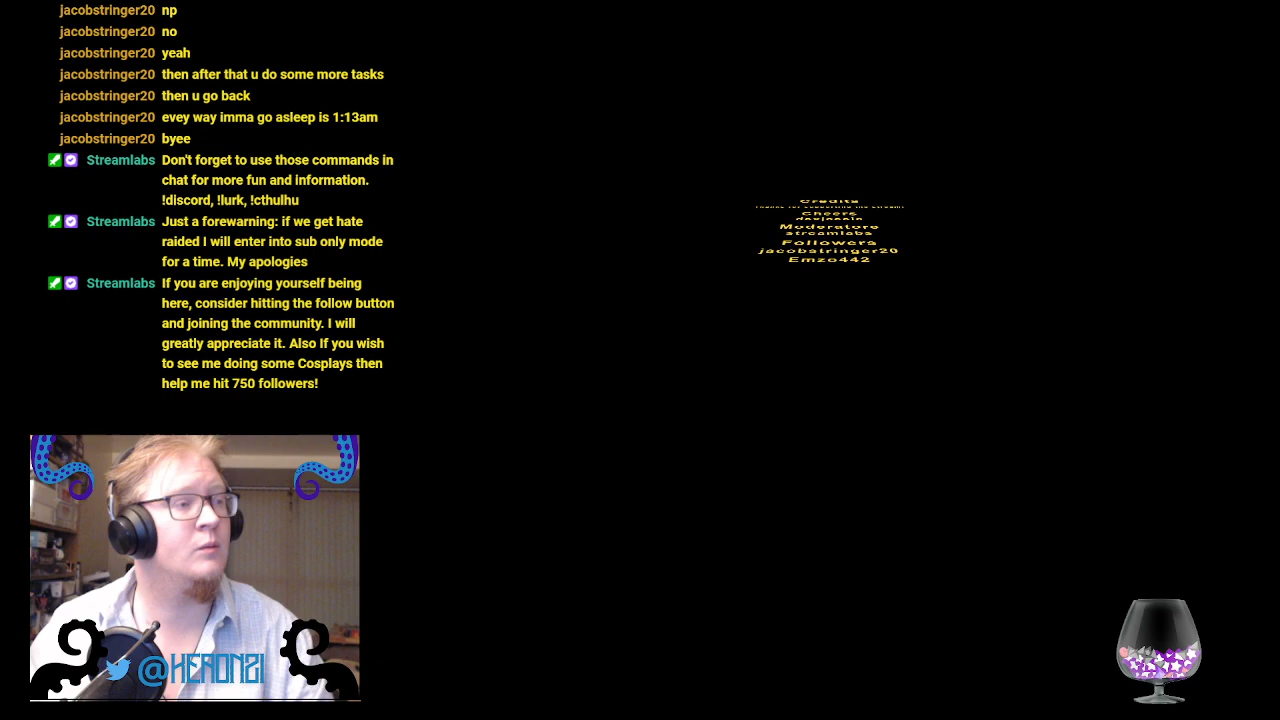 jacobstringer20 np
jacobstringer20 no
jacobstringer20 yeah
jacobstringer20 then after that u do some more tasks
jacobstringer20 then u go back
jacobstringer20 evey way imma go asleep is 1:13am
jacobstringer20 byee
Streamlabs Don't forget to use those commands in
chat for more fun and information.
!discord, !lurk, !cthulhu
Streamlabs Just a forewarning: if we get hate
raided I will enter into sub only mode
for a time. My apologies
Streamlabs If you are enjoying yourself being
here, consider hitting the follow button
and joining the community. I will
greatly appreciate it. Also If you wish
to see me doing some Cosplays then
help me hit 750 followers!
Credits
Thanks for supporting the stream!
Cheers
Moderators
streamlabs
Followers
jacobstringer20
Emzo442